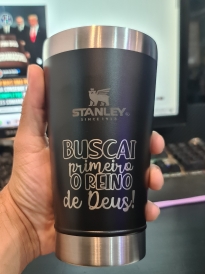 STANLEY
SINCE 1913
BUSCAI
primeiro
O REINO
de Deus!